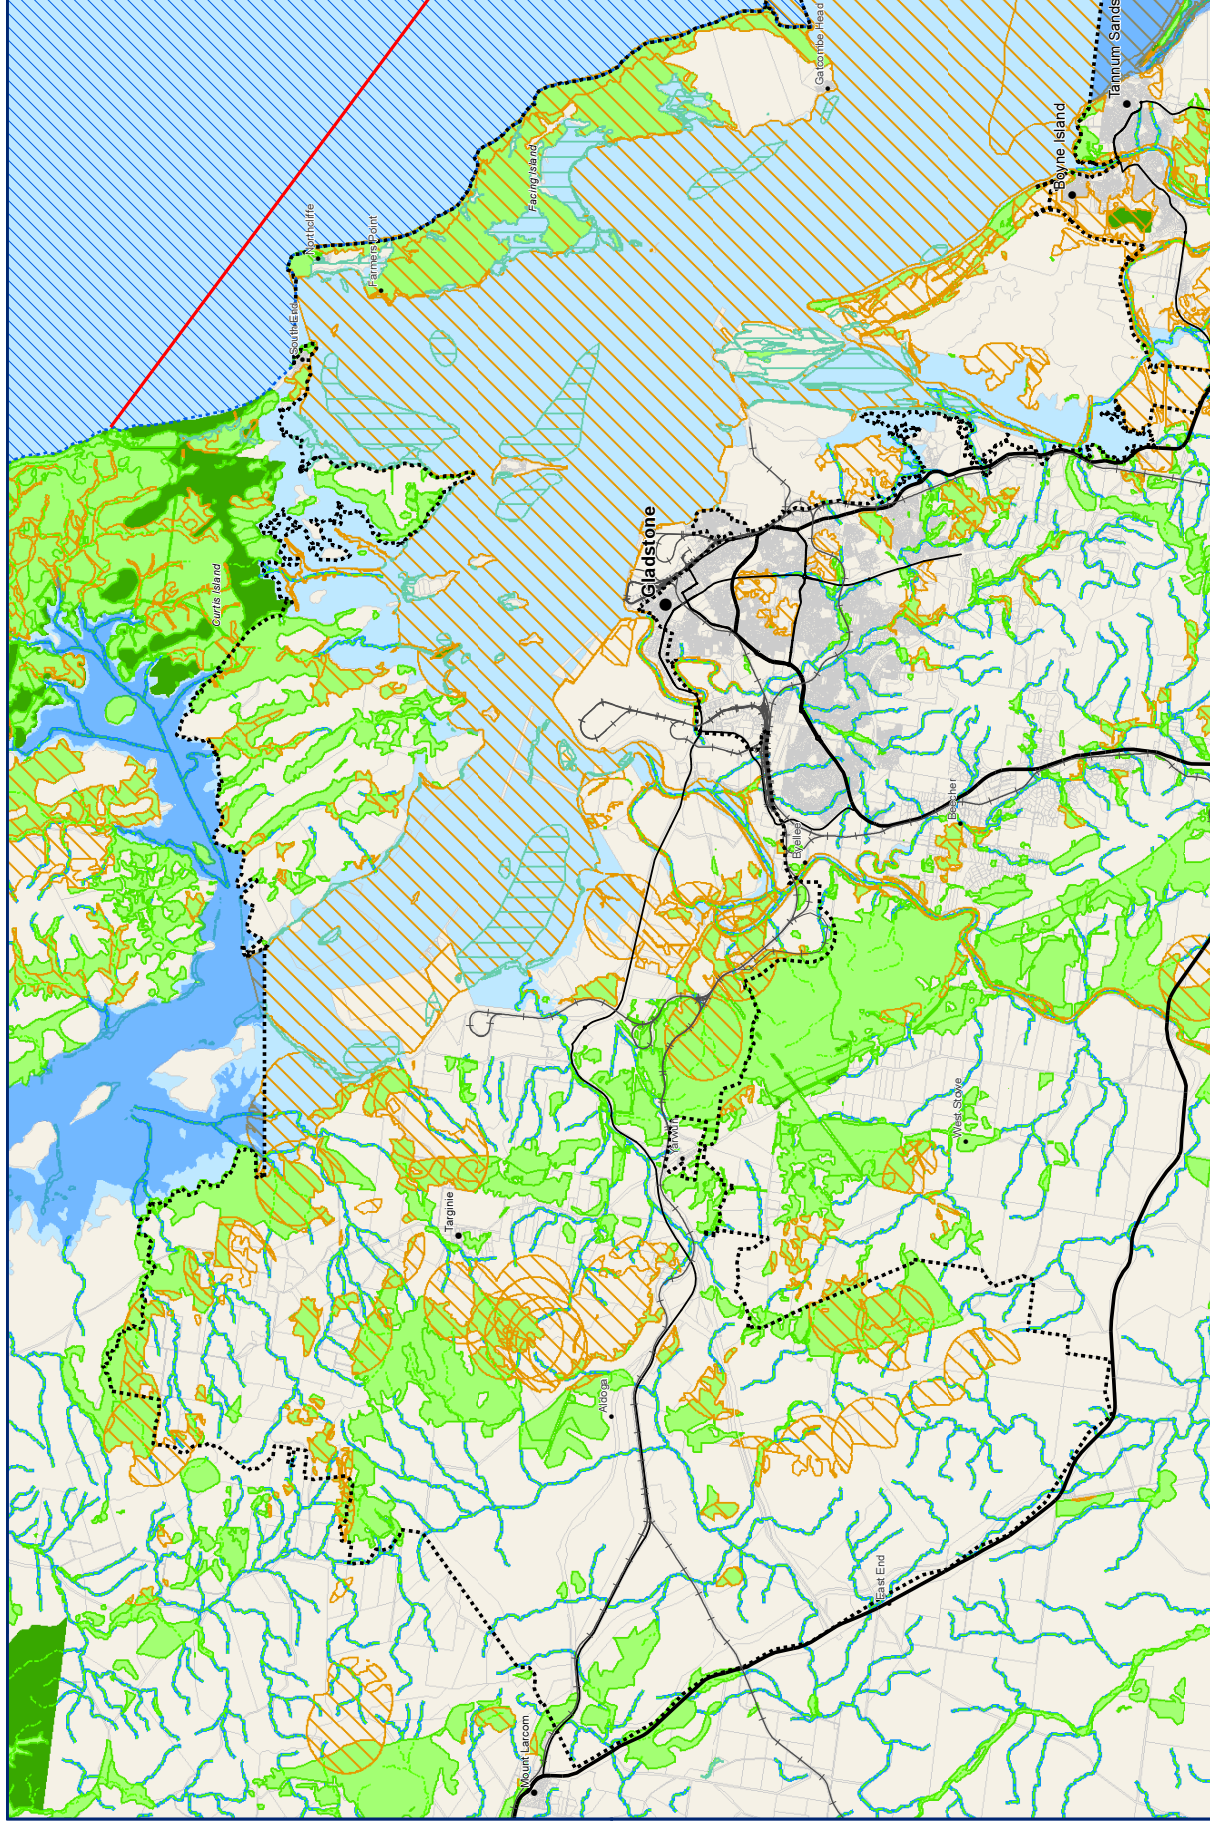 Tannum Sands
Gatcombe Head
Boyne Island
Facing Island
Northcliffe
Farmers Point
South End
Gladstone
Curtis Island
Beecher
Byellee
West Stowe
Yarwun
Targinie
Aldoga
East End
Mount Larcom